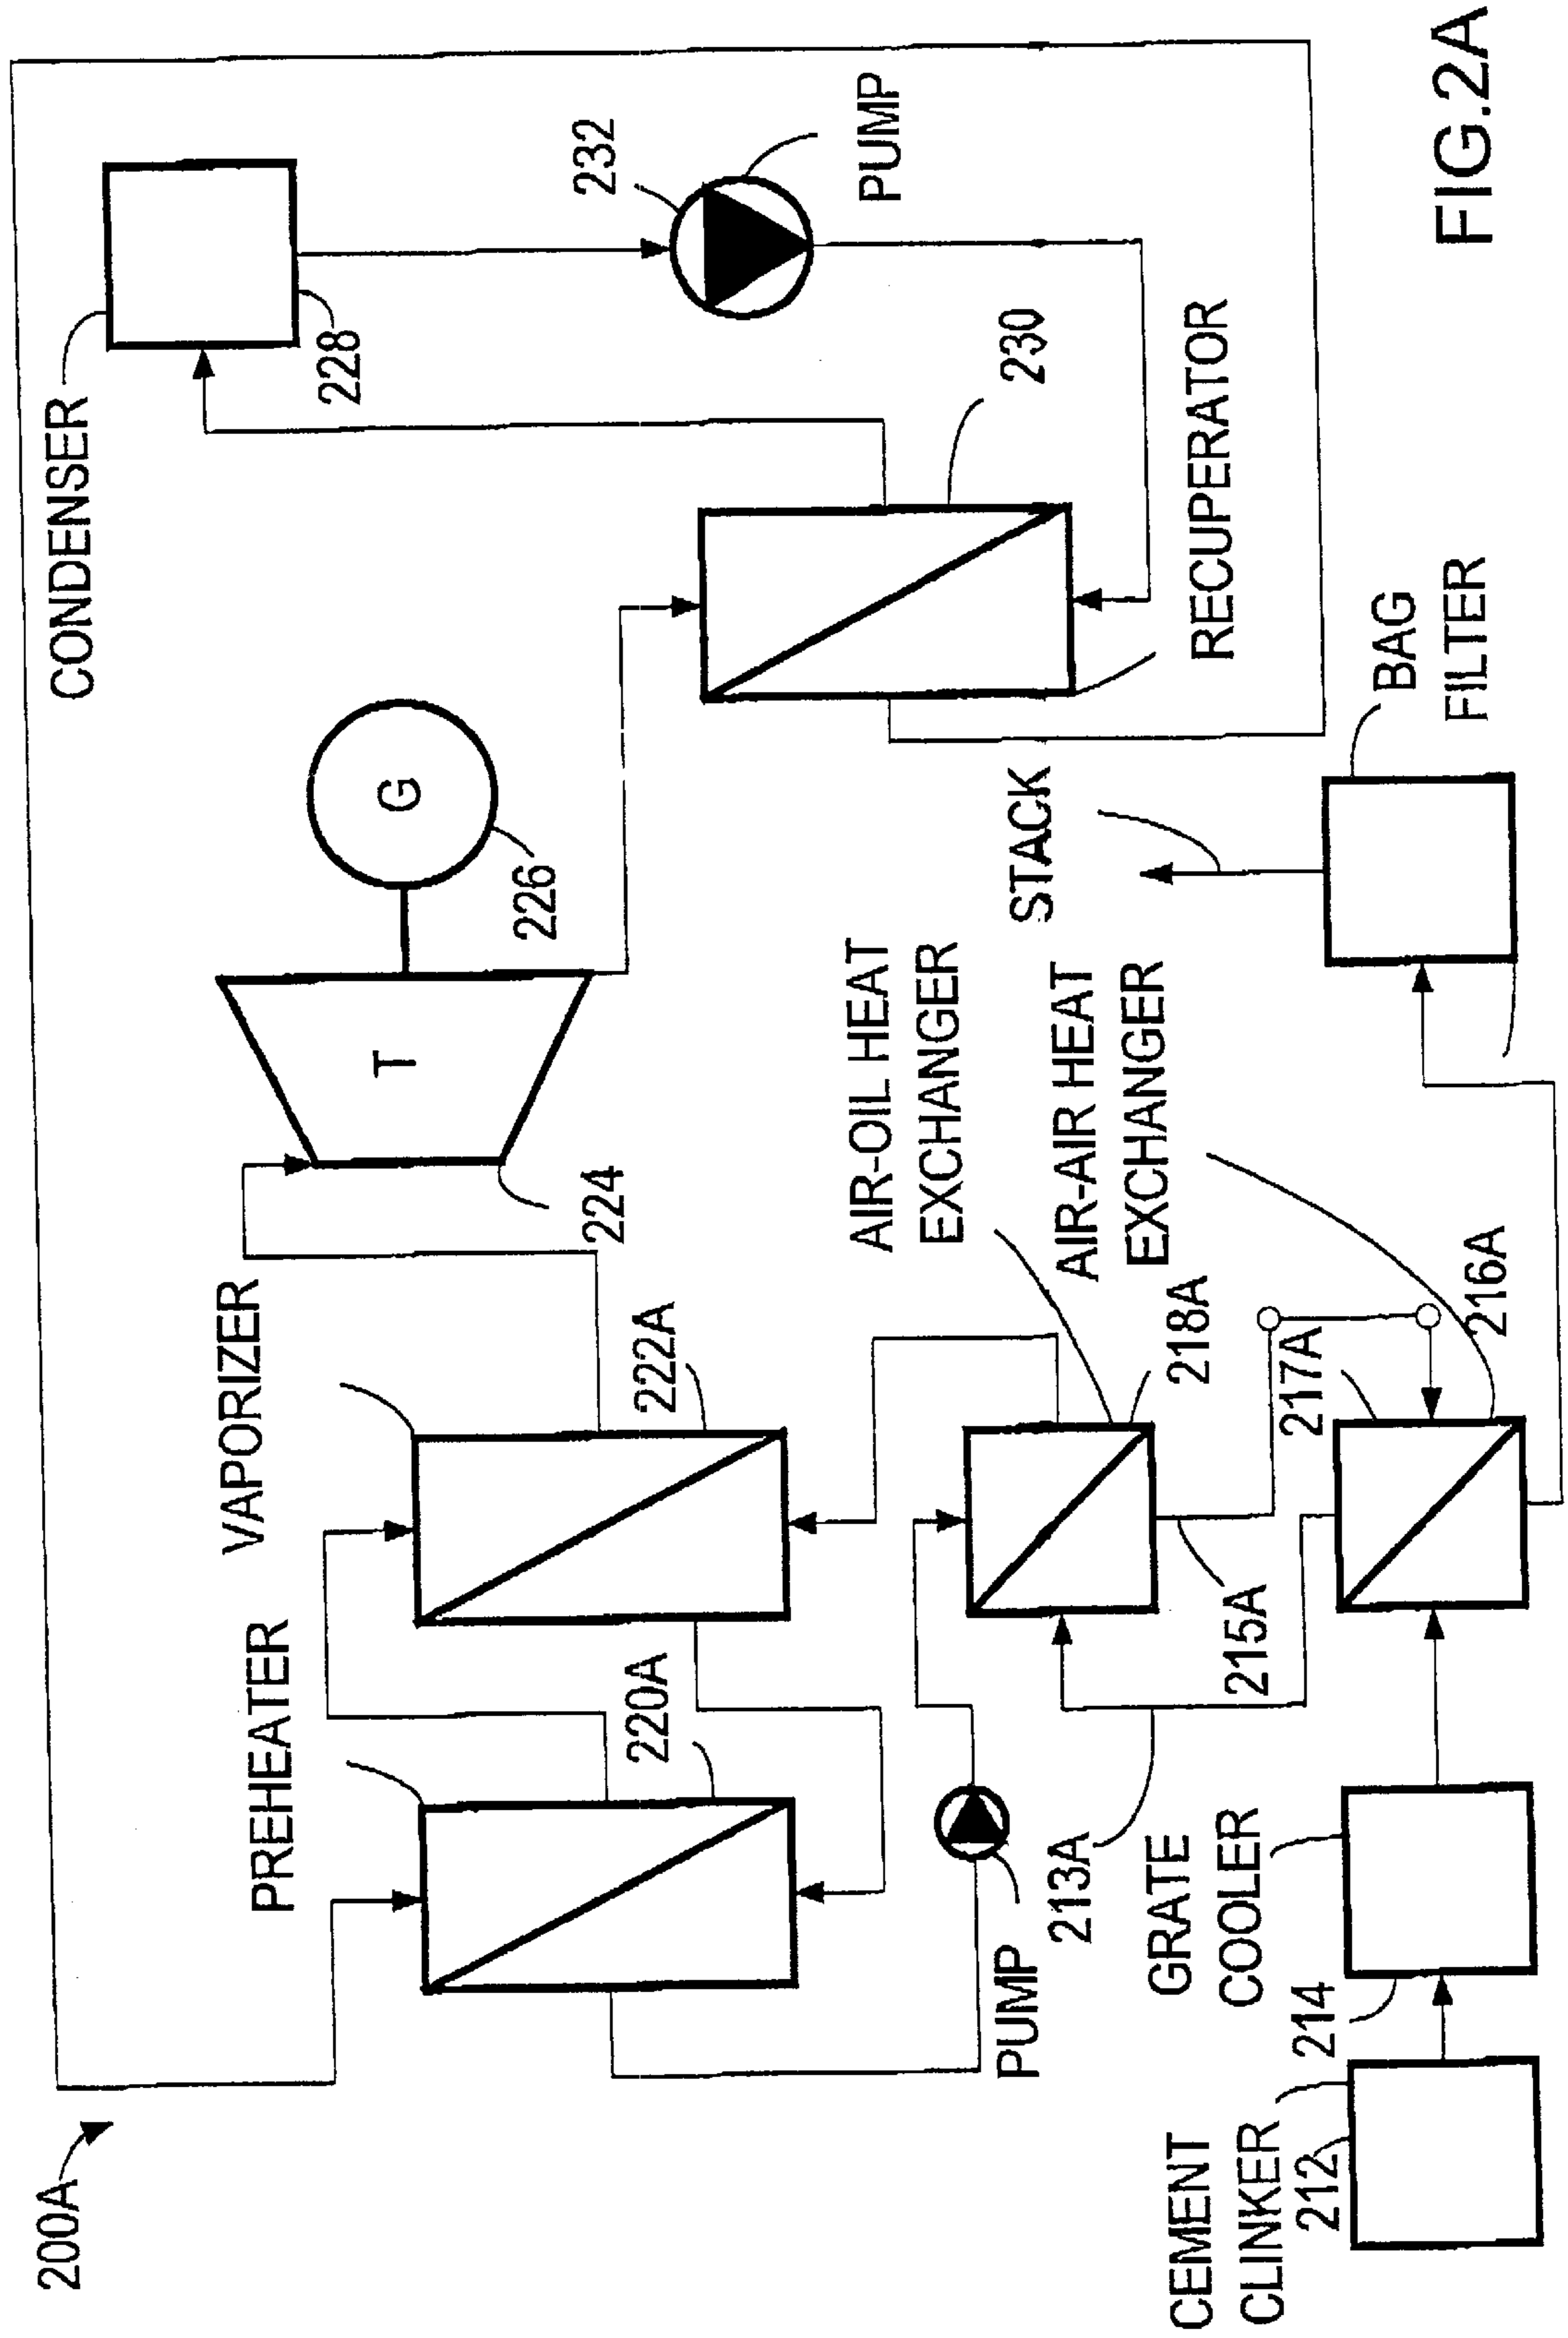 200A
CONDENSER
228
232
PUMP
G
226
T
224
230
RECUPERATOR
VAPORIZER
222A
PREHEATER
220A
AIR-OIL HEAT
EXCHANGER
218A
AIR-AIR HEAT
EXCHANGER
216A
217A
215A
213A
PUMP
STACK
BAG
FILTER
GRATE
COOLER
214
CEMENT
CLINKER
212
FIG.2A